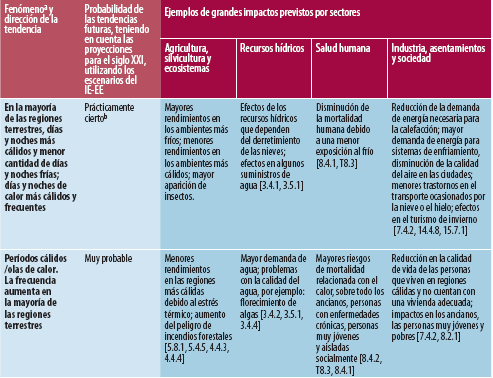 Fenómenoª y
dirección de la
tendencia
Probabilidad de
las tendencias
futuras, teniendo
en cuenta las
proyecciones
para el siglo XXI,
utilizando los
escenarios del
IE-EE
Ejemplos de grandes impactos previstos por sectores
Agricultura,
silvicultura y
ecosistemas
Recursos hídricos
Salud humana
Industria, asentamientos
y sociedad
En la mayoría
de las regiones
terrestres, días
y noches más
cálidos y menor
cantidad de días
y noches frías;
días y noches de
calor más cálidos y
frecuentes
Prácticamente
ciertoᵇ
Mayores
rendimientos en
los ambientes más
fríos; menores
rendimientos en
los ambientes más
cálidos; mayor
aparición de
insectos.
Efectos de los
recursos hídricos
que dependen
del derretimiento
de las nieves;
efectos en algunos
suministros de
agua [3.4.1, 3.5.1]
Disminución de
la mortalidad
humana debido
a una menor
exposición al frío
[8.4.1, T8.3]
Reducción de la demanda
de energía necesaria para
la calefacción; mayor
demanda de energía para
sistemas de enfriamiento,
disminución de la calidad
del aire en las ciudades;
menores trastornos en el
transporte ocasionados por
la nieve o el hielo; efectos
en el turismo de invierno
[7.4.2, 14.4.8, 15.7.1]
Períodos cálidos
/olas de calor.
La frecuencia
aumenta en
la mayoría de
las regiones
terrestres
Muy probable
Menores
rendimientos
en las regiones
más cálidas
debido al estrés
térmico; aumento
del peligro de
incendios forestales
[5.8.1, 5.4.5, 4.4.3,
4.4.4]
Mayor demanda de
agua; problemas
con la calidad del
agua, por ejemplo:
florecimiento de
algas [3.4.2, 3.5.1,
3.4.4]
Mayores riesgos
de mortalidad
relacionada con el
calor, sobre todo los
ancianos, personas
con enfermedades
crónicas, personas
muy jóvenes
y aisladas
socialmente [8.4.2,
T8.3, 8.4.1]
Reducción en la calidad
de vida de las personas
que viven en regiones
cálidas y no cuentan con
una vivienda adecuada;
impactos en los ancianos,
las personas muy jóvenes y
pobres [7.4.2, 8.2.1]